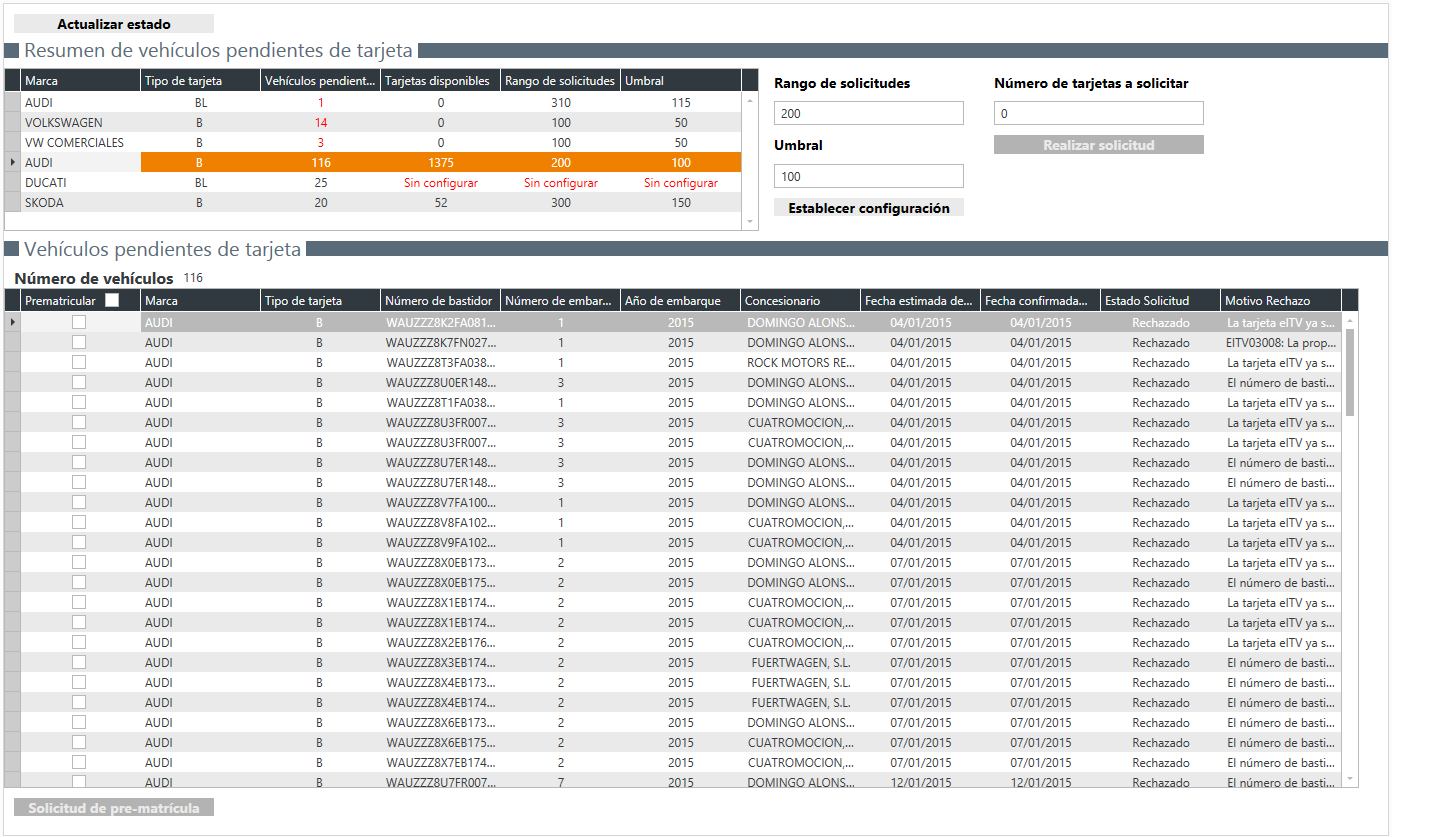 Actualizar estado
Resumen de vehículos pendientes de tarjeta
Marca Tipo de tarjeta Vehículos pendient... Tarjetas disponibles Rango de solicitudes Umbral
AUDI BL 1 0 310 115
VOLKSWAGEN B 14 0 100 50
VW COMERCIALES B 3 0 100 50
AUDI B 116 1375 200 100
DUCATI BL 25 Sin configurar Sin configurar Sin configurar
SKODA B 20 52 300 150
Rango de solicitudes
200
Umbral
100
Establecer configuración
Número de tarjetas a solicitar
0
Realizar solicitud
Vehículos pendientes de tarjeta
Número de vehículos 116
Prematricular Marca Tipo de tarjeta Número de bastidor Número de embar... Año de embarque Concesionario Fecha estimada de... Fecha confirmada... Estado Solicitud Motivo Rechazo
AUDI B WAUZZZ8K2FA081... 1 2015 DOMINGO ALONS... 04/01/2015 04/01/2015 Rechazado La tarjeta eITV ya s...
AUDI B WAUZZZ8K7FN027... 1 2015 DOMINGO ALONS... 04/01/2015 04/01/2015 Rechazado EITV03008: La prop...
AUDI B WAUZZZ8T3FA038... 1 2015 ROCK MOTORS RE... 04/01/2015 04/01/2015 Rechazado La tarjeta eITV ya s...
AUDI B WAUZZZ8U0ER148... 3 2015 DOMINGO ALONS... 04/01/2015 04/01/2015 Rechazado El número de basti...
AUDI B WAUZZZ8T1FA038... 1 2015 DOMINGO ALONS... 04/01/2015 04/01/2015 Rechazado La tarjeta eITV ya s...
AUDI B WAUZZZ8U3FR007... 3 2015 CUATROMOCION,... 04/01/2015 04/01/2015 Rechazado La tarjeta eITV ya s...
AUDI B WAUZZZ8U3FR007... 3 2015 CUATROMOCION,... 04/01/2015 04/01/2015 Rechazado La tarjeta eITV ya s...
AUDI B WAUZZZ8U7ER148... 3 2015 DOMINGO ALONS... 04/01/2015 04/01/2015 Rechazado El número de basti...
AUDI B WAUZZZ8U7ER148... 3 2015 DOMINGO ALONS... 04/01/2015 04/01/2015 Rechazado El número de basti...
AUDI B WAUZZZ8V7FA100... 1 2015 DOMINGO ALONS... 04/01/2015 04/01/2015 Rechazado La tarjeta eITV ya s...
AUDI B WAUZZZ8V8FA102... 1 2015 CUATROMOCION,... 04/01/2015 04/01/2015 Rechazado La tarjeta eITV ya s...
AUDI B WAUZZZ8V9FA102... 1 2015 CUATROMOCION,... 04/01/2015 04/01/2015 Rechazado La tarjeta eITV ya s...
AUDI B WAUZZZ8X0EB173... 2 2015 DOMINGO ALONS... 07/01/2015 07/01/2015 Rechazado La tarjeta eITV ya s...
AUDI B WAUZZZ8X0EB175... 2 2015 DOMINGO ALONS... 07/01/2015 07/01/2015 Rechazado El número de basti...
AUDI B WAUZZZ8X1EB174... 2 2015 CUATROMOCION,... 07/01/2015 07/01/2015 Rechazado La tarjeta eITV ya s...
AUDI B WAUZZZ8X1EB174... 2 2015 CUATROMOCION,... 07/01/2015 07/01/2015 Rechazado La tarjeta eITV ya s...
AUDI B WAUZZZ8X2EB176... 2 2015 CUATROMOCION,... 07/01/2015 07/01/2015 Rechazado La tarjeta eITV ya s...
AUDI B WAUZZZ8X3EB174... 2 2015 FUERTWAGEN, S.L. 07/01/2015 07/01/2015 Rechazado El número de basti...
AUDI B WAUZZZ8X4EB173... 2 2015 FUERTWAGEN, S.L. 07/01/2015 07/01/2015 Rechazado El número de basti...
AUDI B WAUZZZ8X4EB174... 2 2015 FUERTWAGEN, S.L. 07/01/2015 07/01/2015 Rechazado El número de basti...
AUDI B WAUZZZ8X6EB173... 2 2015 DOMINGO ALONS... 07/01/2015 07/01/2015 Rechazado El número de basti...
AUDI B WAUZZZ8X6EB175... 2 2015 CUATROMOCION,... 07/01/2015 07/01/2015 Rechazado El número de basti...
AUDI B WAUZZZ8X7EB174... 2 2015 CUATROMOCION,... 07/01/2015 07/01/2015 Rechazado El número de basti...
AUDI B WAUZZZ8U7FR007... 7 2015 DOMINGO ALONS... 12/01/2015 12/01/2015 Rechazado El número de basti...
Solicitud de pre-matrícula